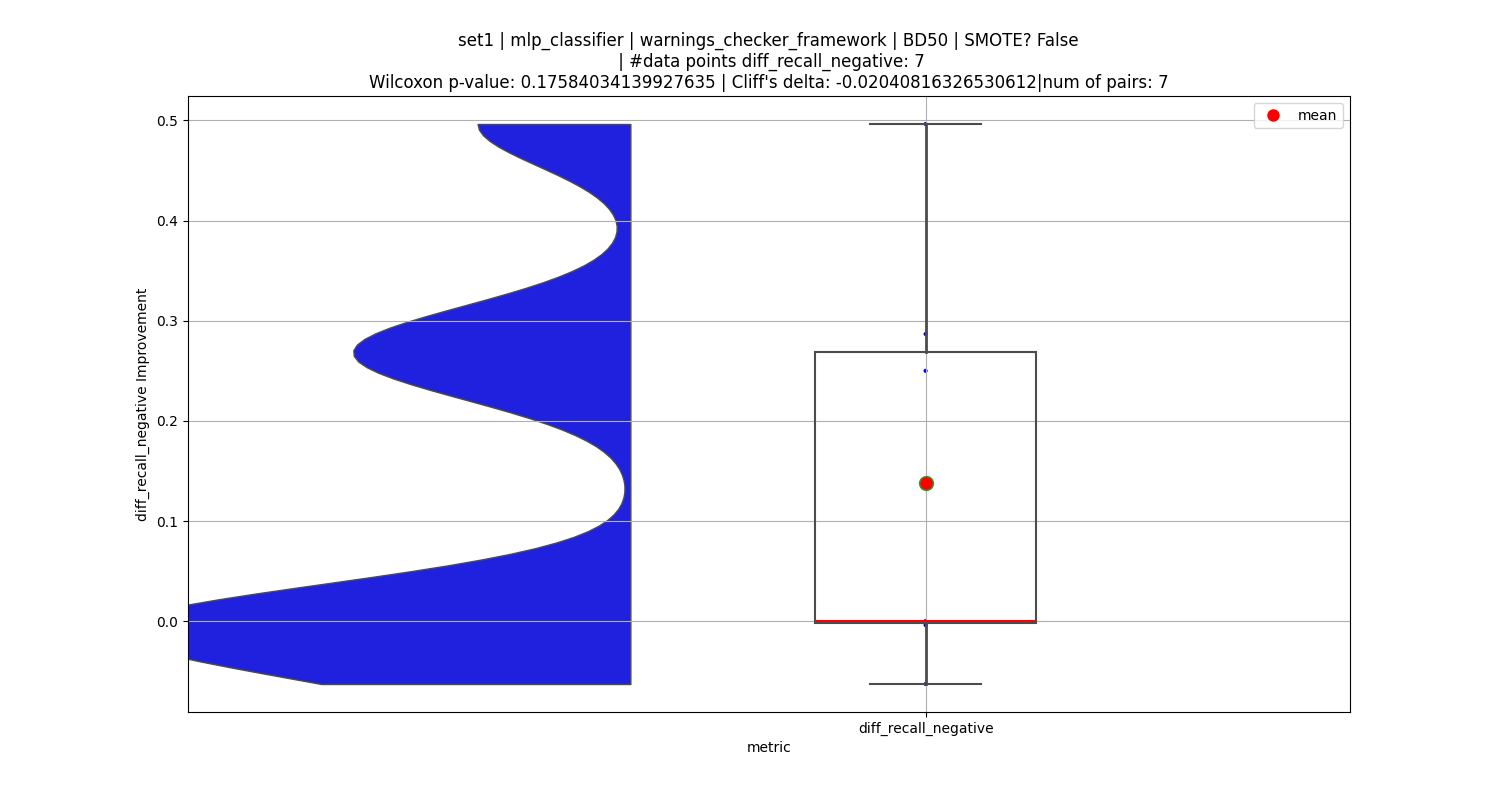 set1 | mlp_classifier | warnings_checker_framework | BD50 | SMOTE? False
| #data points diff_recall_negative: 7
Wilcoxon p-value: 0.17584034139927635 | Cliff's delta: -0.02040816326530612|num of pairs: 7
mean
0.5
0.4
0.3
0.2
0.1
0.0
diff_recall_negative Improvement
diff_recall_negative
metric